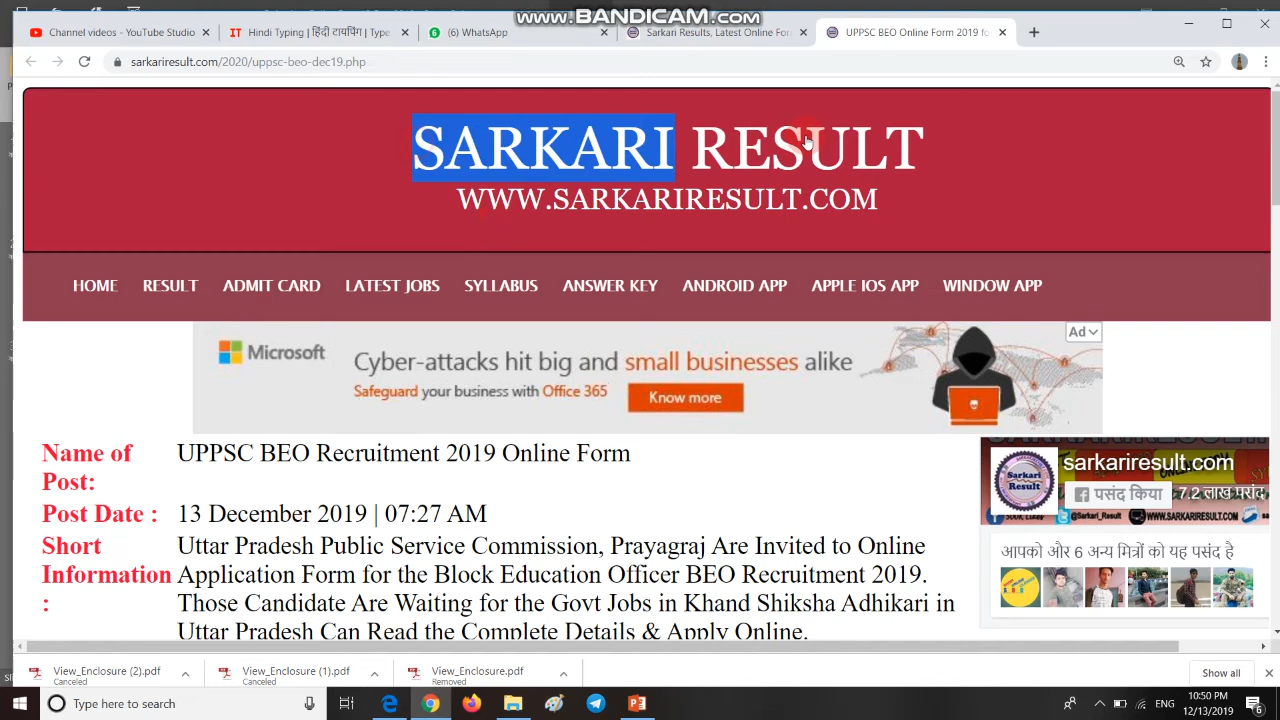 www.BANDICAM.com
Channel videos - YouTube Studio
Hindi Typing | हिंदी टायपिंग | Type
(6) WhatsApp
Sarkari Results, Latest Online For
UPPSC BEO Online Form 2019 fo
sarkariresult.com/2020/uppsc-beo-dec19.php
SARKARI RESULT
WWW.SARKARIRESULT.COM
HOME RESULT ADMIT CARD LATEST JOBS SYLLABUS ANSWER KEY ANDROID APP APPLE IOS APP WINDOW APP
Microsoft
Cyber-attacks hit big and small businesses alike
Safeguard your business with Office 365
Know more
Ad
Name of Post: UPPSC BEO Recruitment 2019 Online Form
Post Date : 13 December 2019 | 07:27 AM
Short Information : Uttar Pradesh Public Service Commission, Prayagraj Are Invited to Online
Application Form for the Block Education Officer BEO Recruitment 2019.
Those Candidate Are Waiting for the Govt Jobs in Khand Shiksha Adhikari in
Uttar Pradesh Can Read the Complete Details & Apply Online.
Sarkari Result
sarkariresult.com
पसंद किया 7.2 लाख पसंद
@Sarkari_Result WWW.SARKARIRESULT.COM
आपको और 6 अन्य मित्रों को यह पसंद है
View_Enclosure (2).pdf
Canceled
View_Enclosure (1).pdf
Canceled
View_Enclosure.pdf
Removed
Show all
Type here to search
ENG
10:50 PM
12/13/2019
6